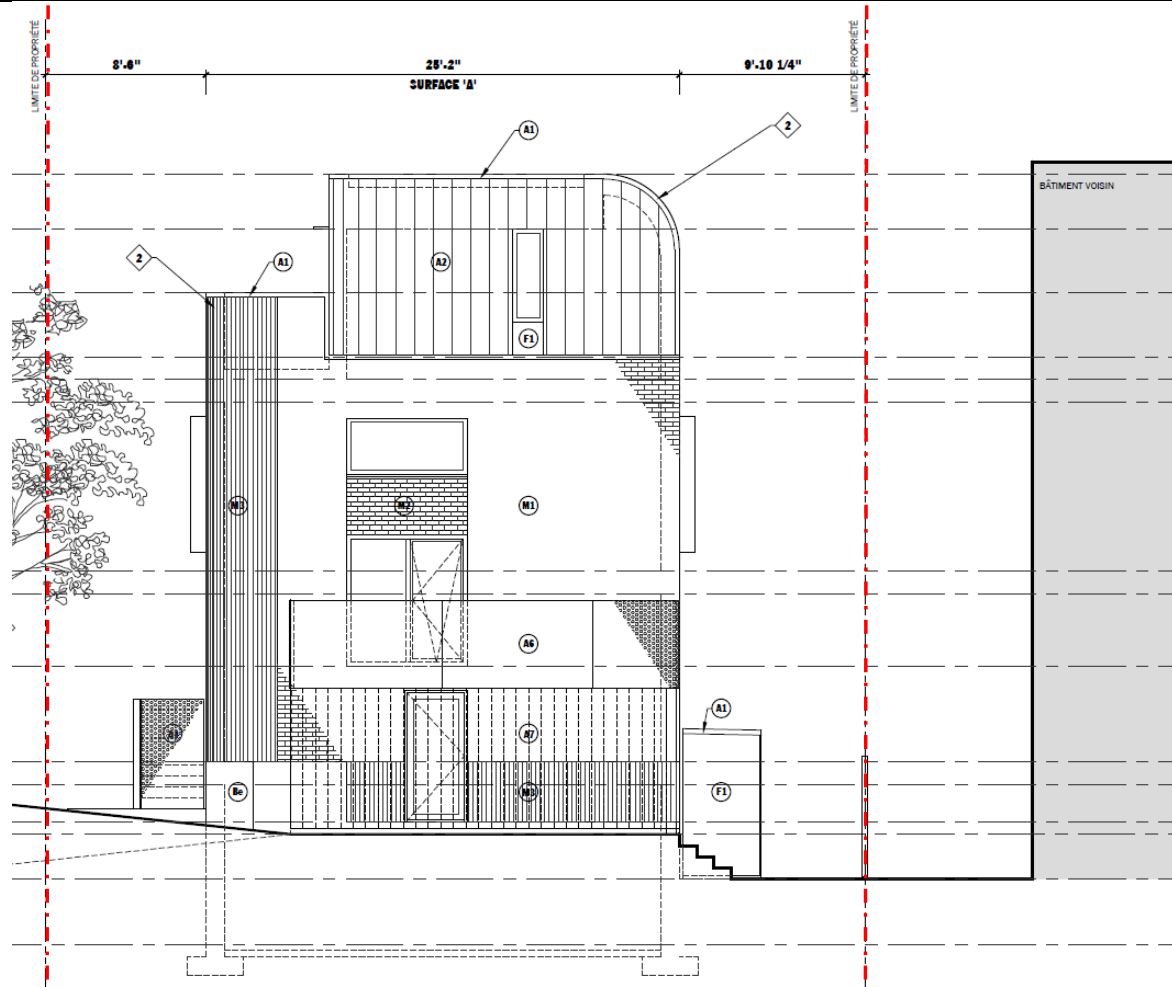 LIMITE DE PROPRIÉTÉ
8'-6"
25'-2"
SURFACE 'A'
9'-10 1/4"
LIMITE DE PROPRIÉTÉ
A1
2
BÂTIMENT VOISIN
2
A1
A2
F1
M3
M2
M1
A6
A1
A7
Be
M3
F1